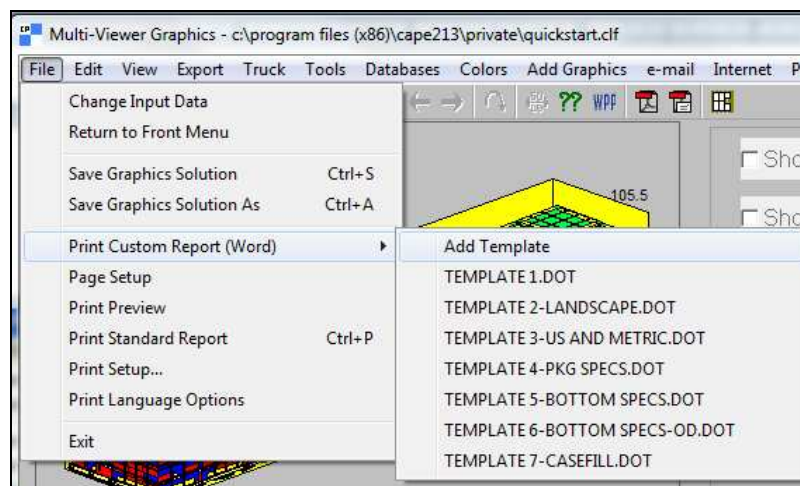 Multi-Viewer Graphics - c:\program files (x86)\cape213\private\quickstart.clf
File Edit View Export Truck Tools Databases Colors Add Graphics e-mail Internet P
Change Input Data
Return to Front Menu
?? WPF
Save Graphics Solution Ctrl+S
Save Graphics Solution As Ctrl+A
105.5
Sho
Sho
Print Custom Report (Word)
Page Setup
Print Preview
Print Standard Report Ctrl+P
Print Setup...
Print Language Options
Exit
Add Template
TEMPLATE 1.DOT
TEMPLATE 2-LANDSCAPE.DOT
TEMPLATE 3-US AND METRIC.DOT
TEMPLATE 4-PKG SPECS.DOT
TEMPLATE 5-BOTTOM SPECS.DOT
TEMPLATE 6-BOTTOM SPECS-OD.DOT
TEMPLATE 7-CASEFILL.DOT